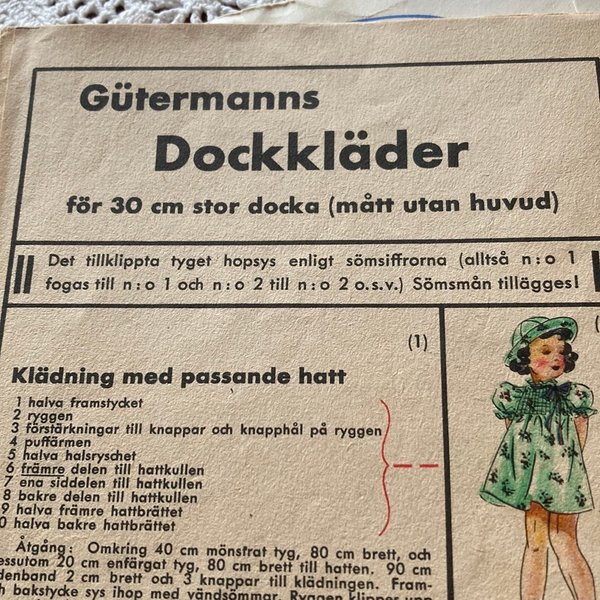 Gütermanns
Dockkläder
för 30 cm stor docka (mått utan huvud)
Det tillklippta tyget hopsys enligt sömsiffrorna (alltså n:o 1
fogas till n:o 1 och n:o 2 till n:o 2 o.s.v.) Sömsmån tillägges!
(1)
Klädning med passande hatt
1 halva framstycket
2 ryggen
3 förstärkningar till knappar och knapphål på ryggen
4 puffärmen
5 halva halsryschet
6 främre delen till hattkullen
7 ena siddelen till hattkullen
8 bakre delen till hattkullen
9 halva främre hattbrättet
0 halva bakre hattbrättet
Åtgång: Omkring 40 cm mönsfrat tyg, 80 cm brett, och
essutom 20 cm enfärgat tyg, 80 cm brett till hatten. 90 cm
denband 2 cm brett och 3 knappar till klädningen. Fram-
h bakstycke sys ihop med vändsömmar. Ryggen klippes upp